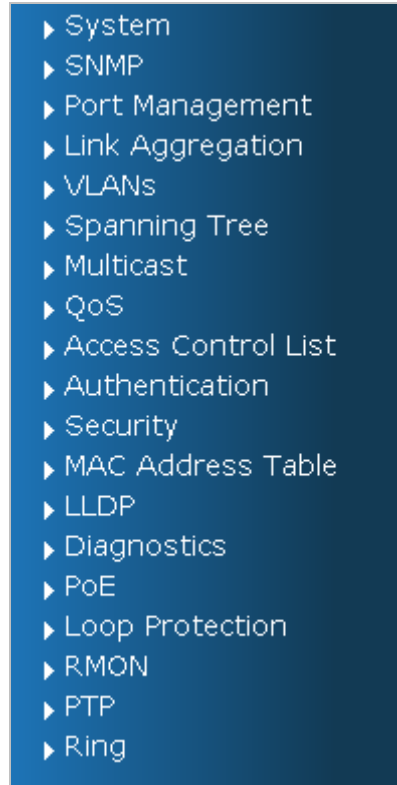 System
SNMP
Port Management
Link Aggregation
VLANs
Spanning Tree
Multicast
QoS
Access Control List
Authentication
Security
MAC Address Table
LLDP
Diagnostics
PoE
Loop Protection
RMON
PTP
Ring